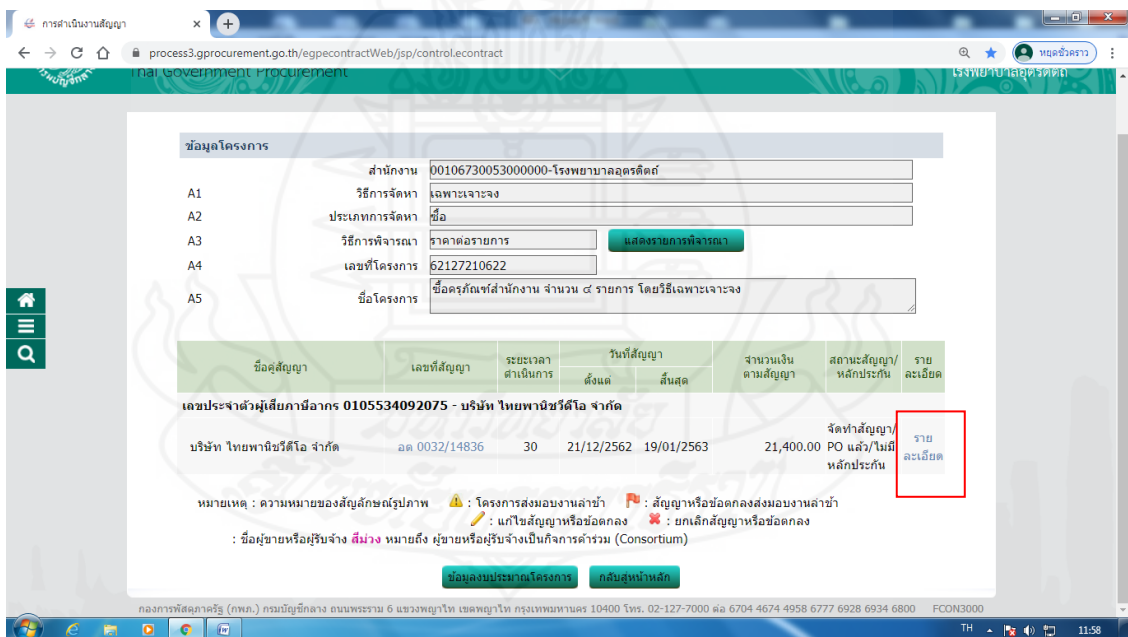 การดำเนินงานสัญญา
process3.gprocurement.go.th/egpecontractWeb/jsp/control.econtract
หยุดชั่วคราว
กรมบัญชีกลาง
Thai Government Procurement
โรงพยาบาลอุตรดิตถ์
ข้อมูลโครงการ
สำนักงาน 00106730053000000-โรงพยาบาลอุตรดิตถ์
A1 วิธีการจัดหา เฉพาะเจาะจง
A2 ประเภทการจัดหา ซื้อ
A3 วิธีการพิจารณา ราคาต่อรายการ แสดงรายการพิจารณา
A4 เลขที่โครงการ 62127210622
A5 ชื่อโครงการ ซื้อครุภัณฑ์สำนักงาน จำนวน ๔ รายการ โดยวิธีเฉพาะเจาะจง
ชื่อคู่สัญญา เลขที่สัญญา ระยะเวลา ดำเนินการ วันที่สัญญา ตั้งแต่ สิ้นสุด จำนวนเงิน ตามสัญญา สถานะสัญญา/ หลักประกัน ราย ละเอียด
เลขประจำตัวผู้เสียภาษีอากร 0105534092075 - บริษัท ไทยพานิชวีดีโอ จำกัด
บริษัท ไทยพานิชวีดีโอ จำกัด อต 0032/14836 30 21/12/2562 19/01/2563 21,400.00 จัดทำสัญญา/ PO แล้ว/ไม่มี หลักประกัน ราย ละเอียด
หมายเหตุ : ความหมายของสัญลักษณ์รูปภาพ : โครงการส่งมอบงานล่าช้า : สัญญาหรือข้อตกลงส่งมอบงานล่าช้า
: แก้ไขสัญญาหรือข้อตกลง : ยกเลิกสัญญาหรือข้อตกลง
: ชื่อผู้ขายหรือผู้รับจ้าง สีม่วง หมายถึง ผู้ขายหรือผู้รับจ้างเป็นกิจการค้าร่วม (Consortium)
ข้อมูลงบประมาณโครงการ กลับสู่หน้าหลัก
กองการพัสดุภาครัฐ (กพภ.) กรมบัญชีกลาง ถนนพระราม 6 แขวงพญาไท เขตพญาไท กรุงเทพมหานคร 10400 โทร. 02-127-7000 ต่อ 6704 4674 4958 6777 6928 6934 6800 FCON3000
TH 11:58